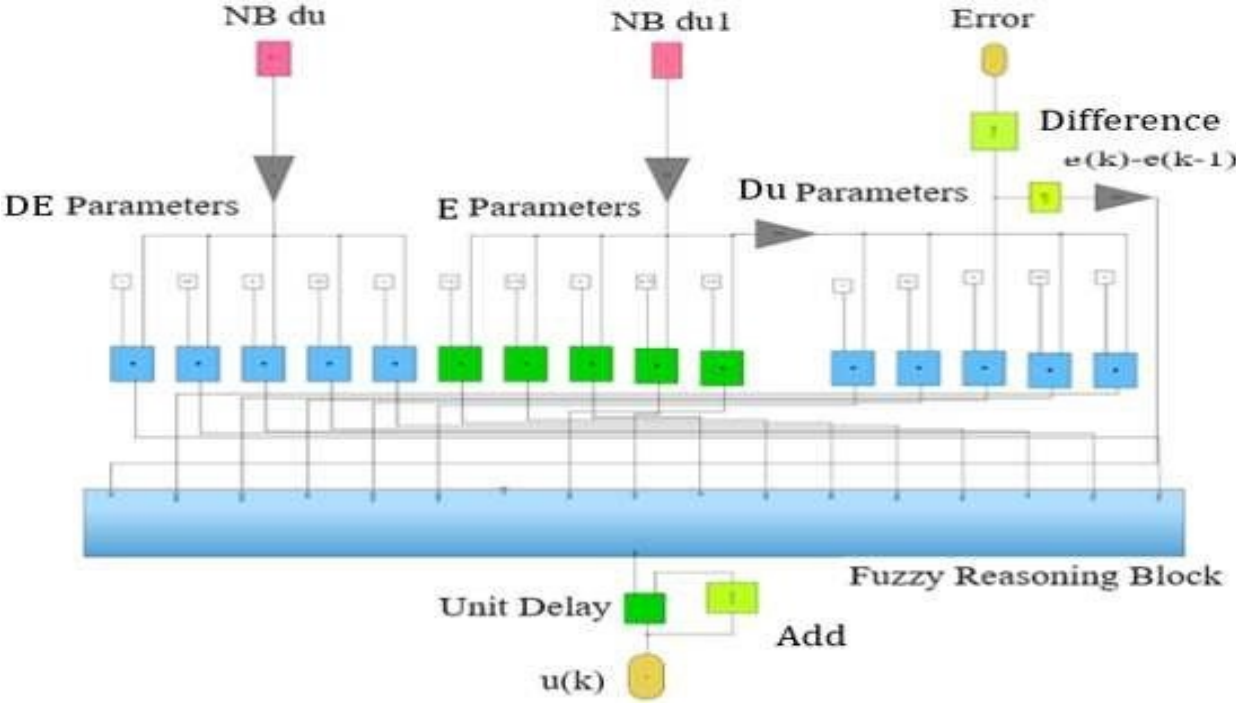 NB du
NB du1
Error
Difference
e(k)-e(k-1)
DE Parameters
E Parameters
Du Parameters
Fuzzy Reasoning Block
Unit Delay
Add
u(k)